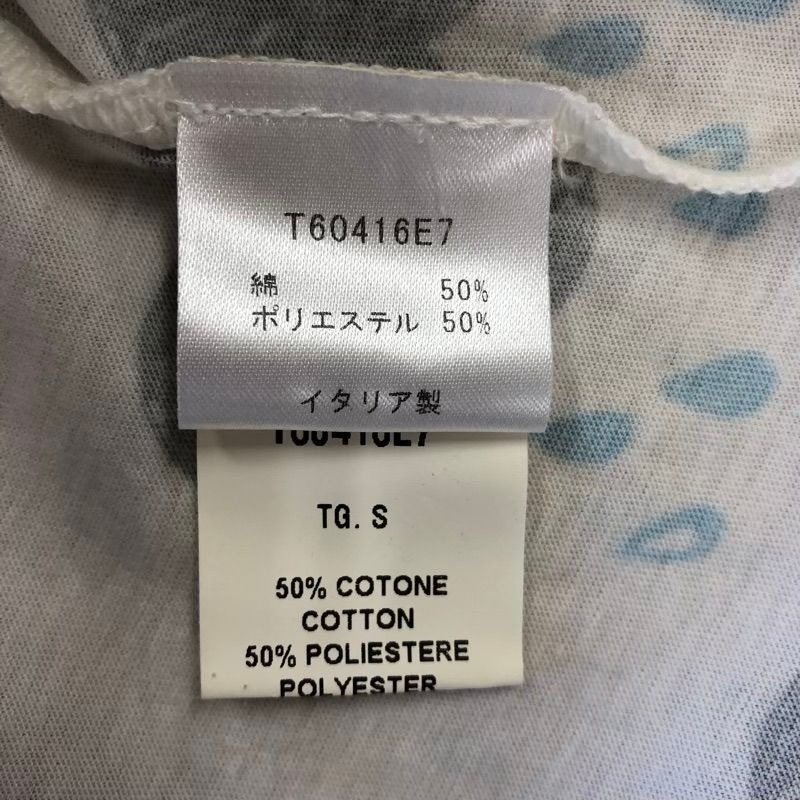 T60416E7
綿 50%
ポリエステル 50%
イタリア製
T60416E7
TG. S
50% COTONE
COTTON
50% POLIESTERE
POLYESTER